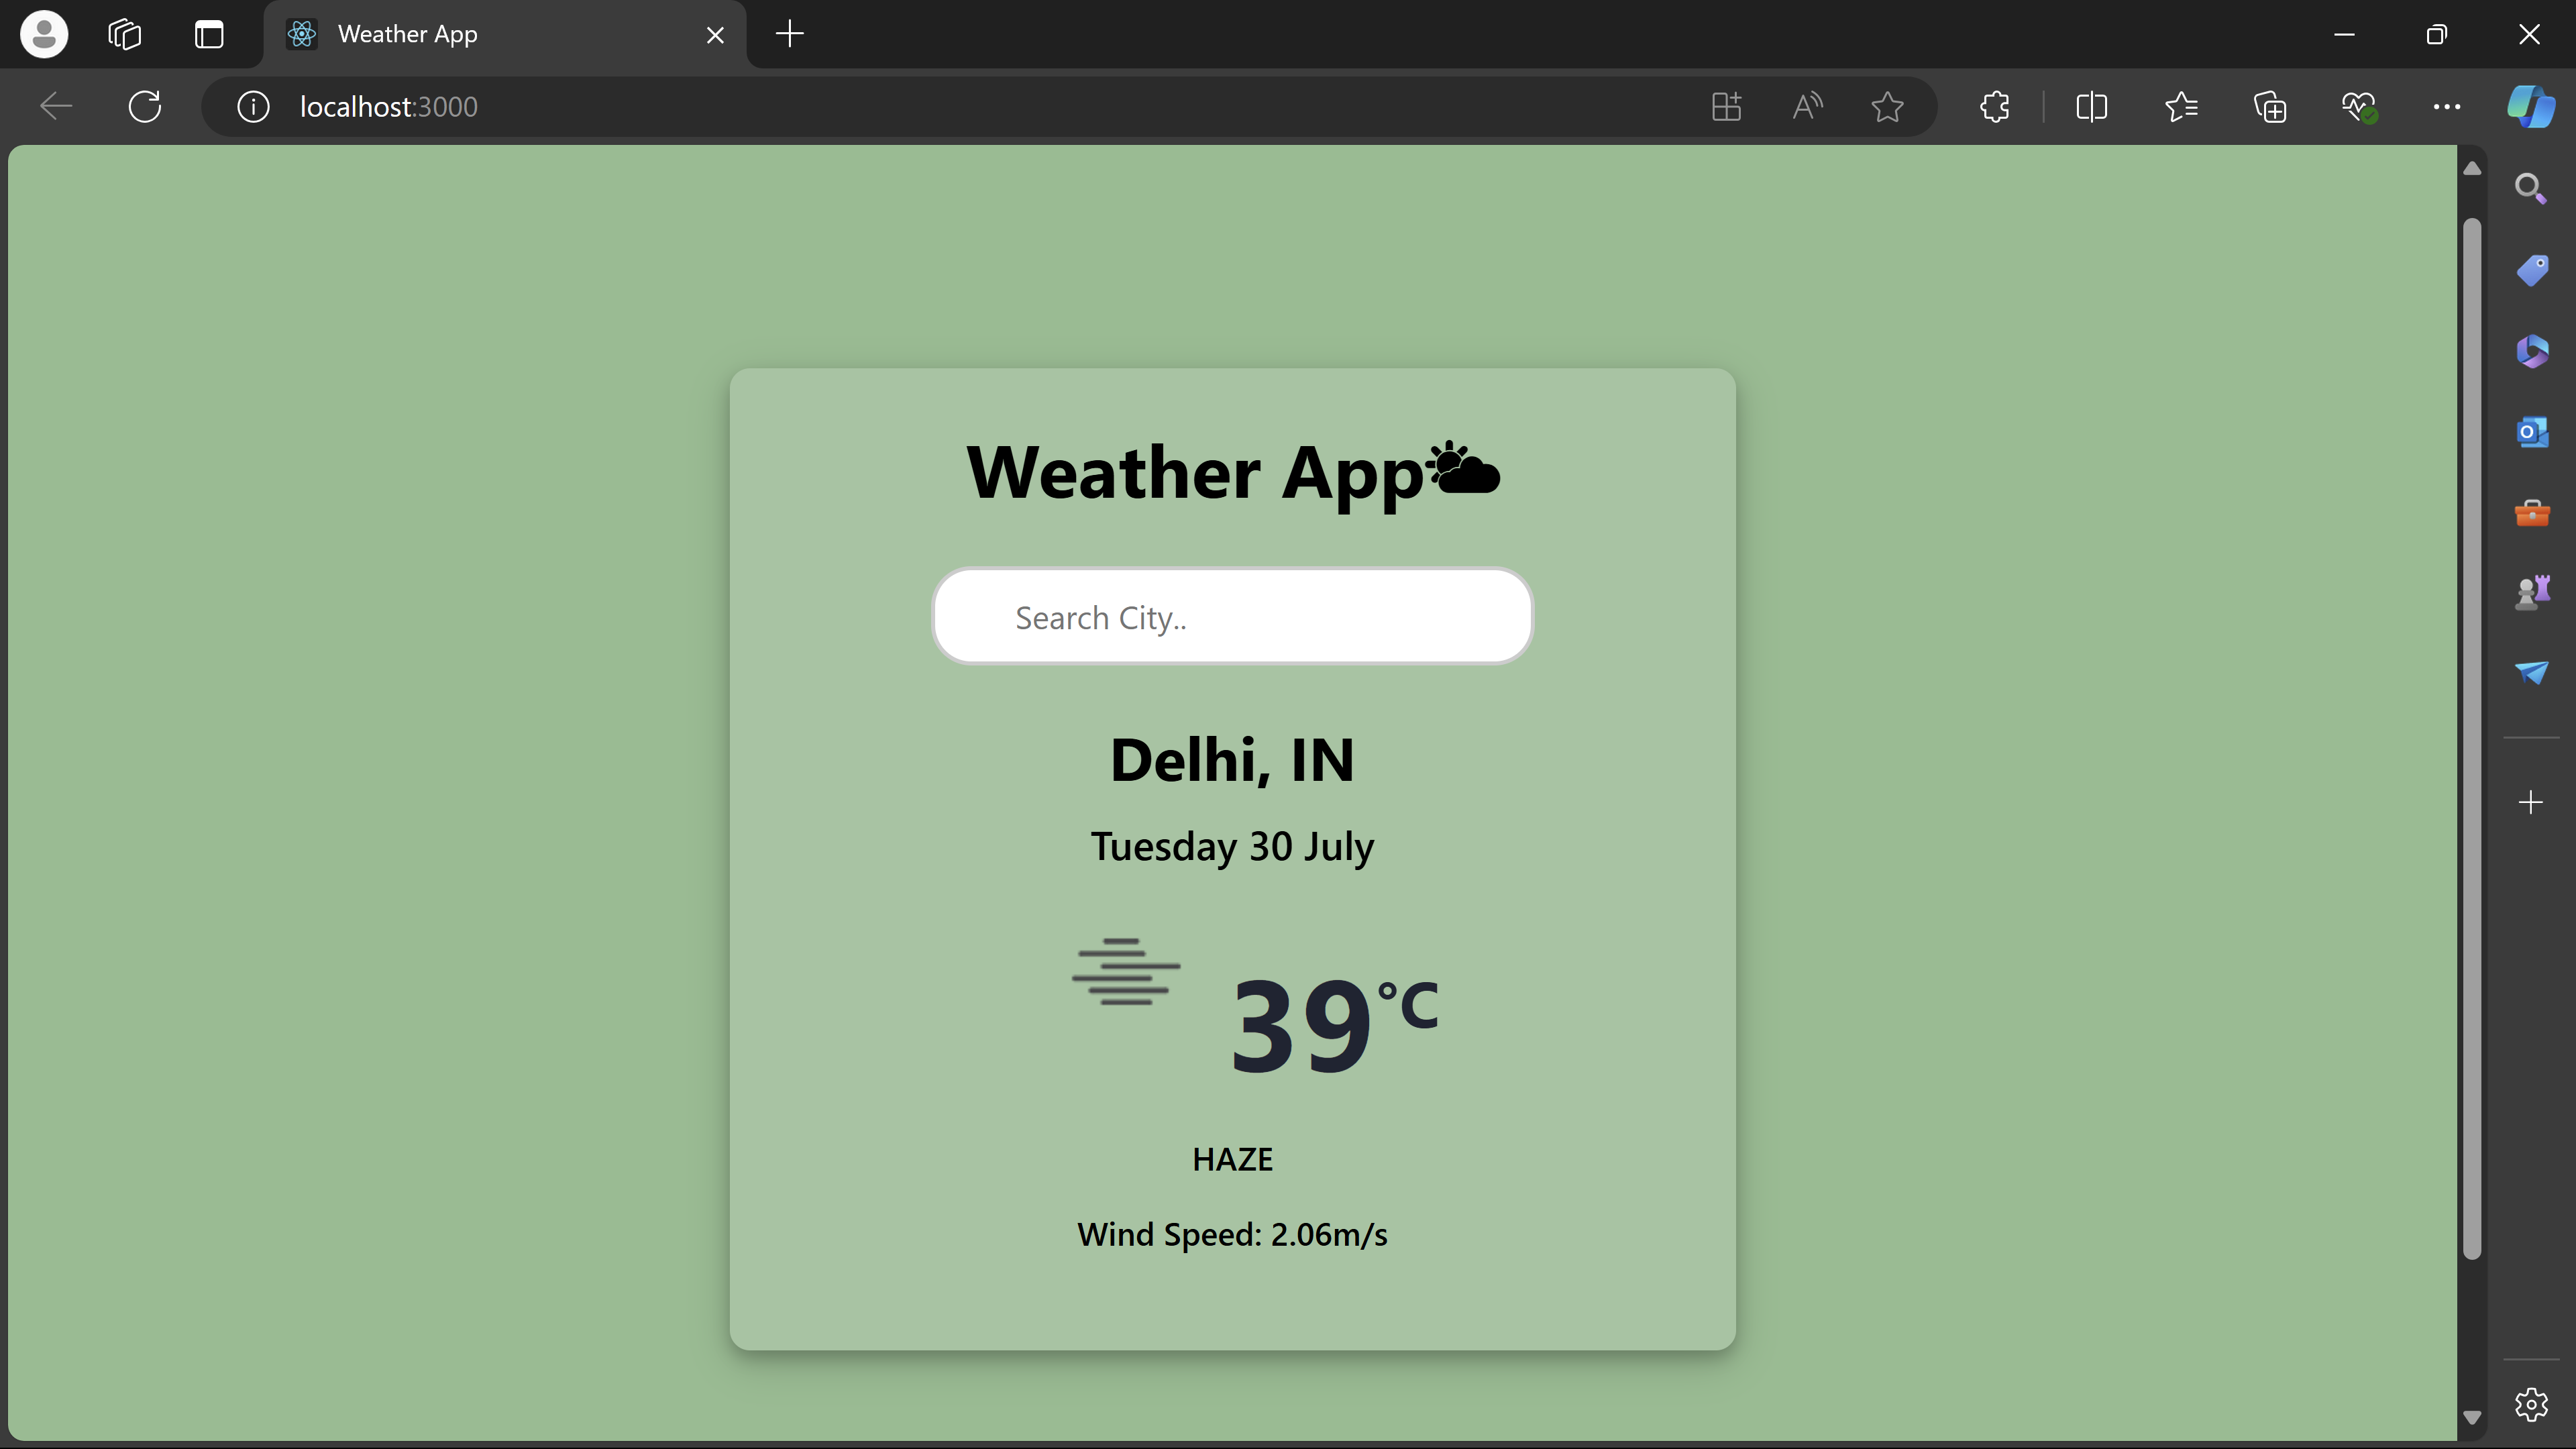 Weather App
localhost:3000
Weather App
Search City..
Delhi, IN
Tuesday 30 July
39°C
HAZE
Wind Speed: 2.06m/s